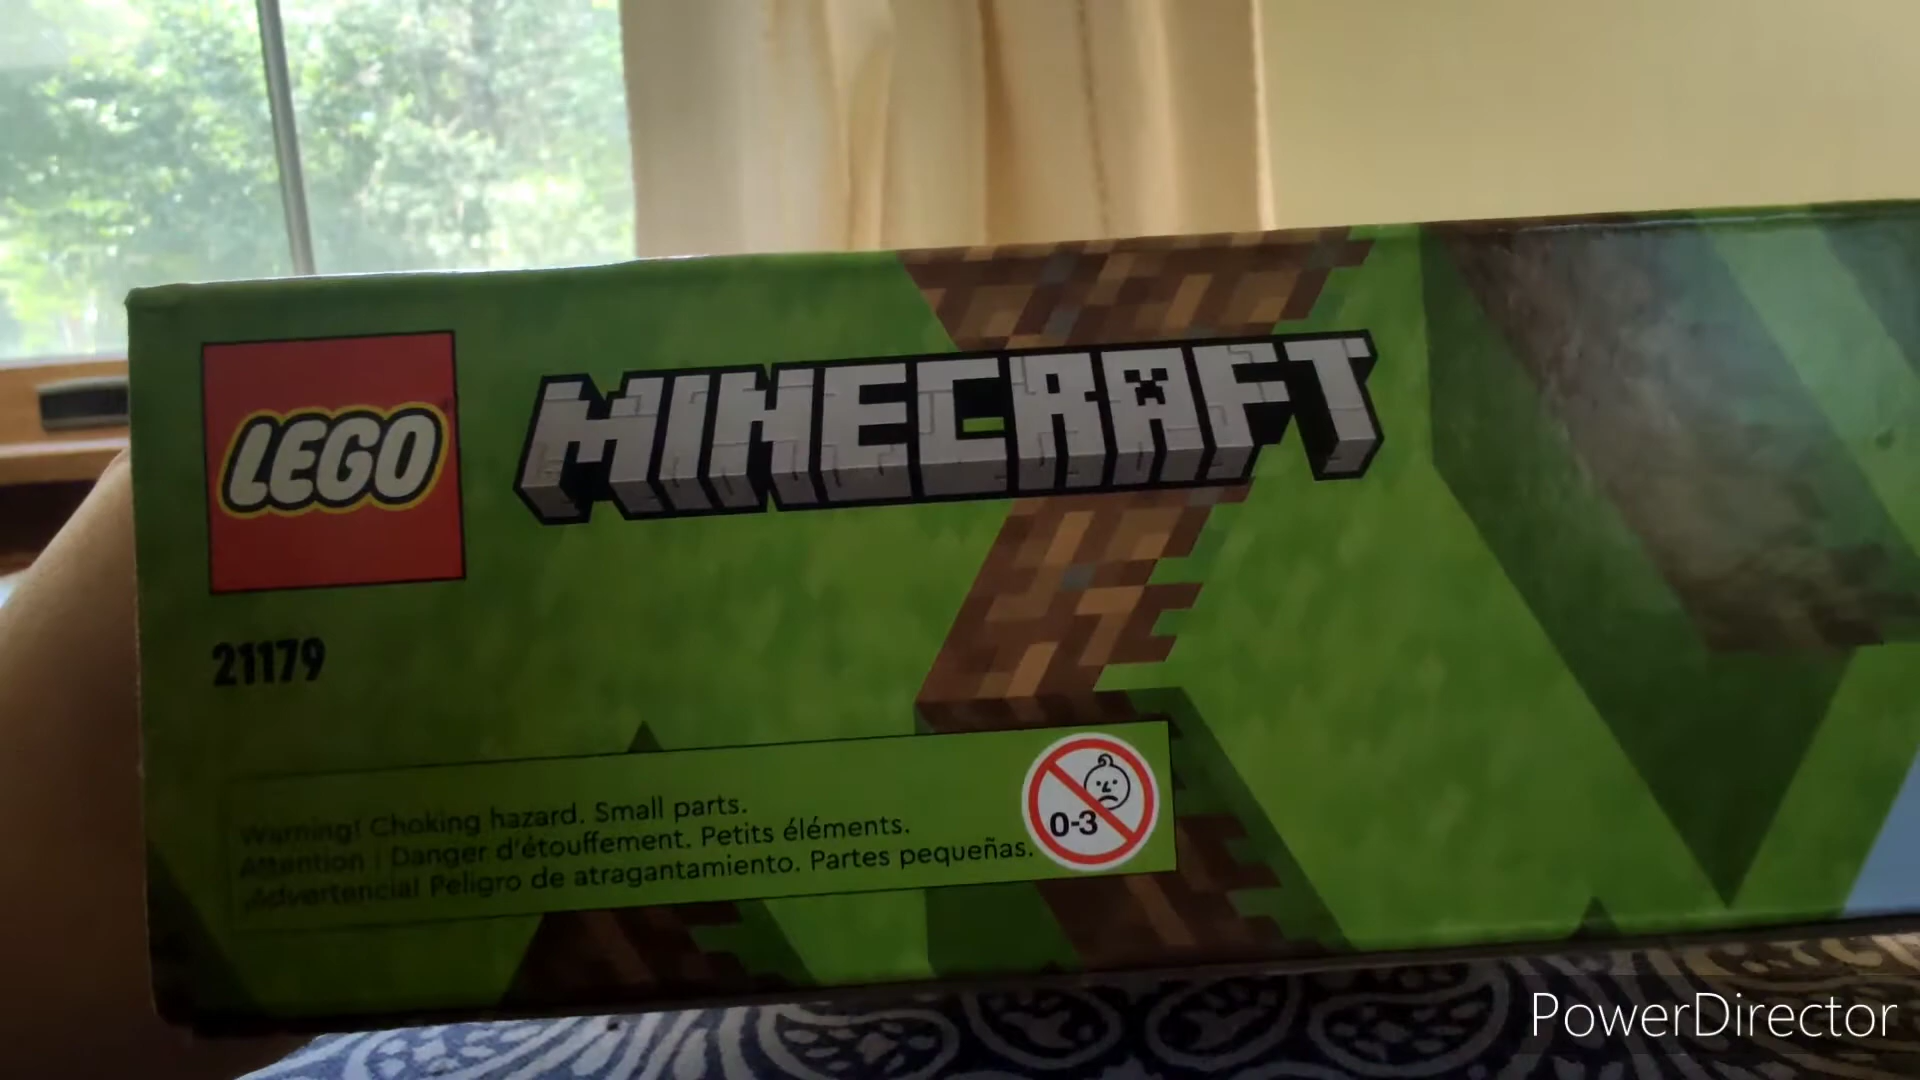 LEGO
MINECRAFT
21179
Warning! Choking hazard. Small parts.
Attention : Danger d'étouffement. Petits éléments.
¡Advertencia! Peligro de atragantamiento. Partes pequeñas.
0-3
PowerDirector